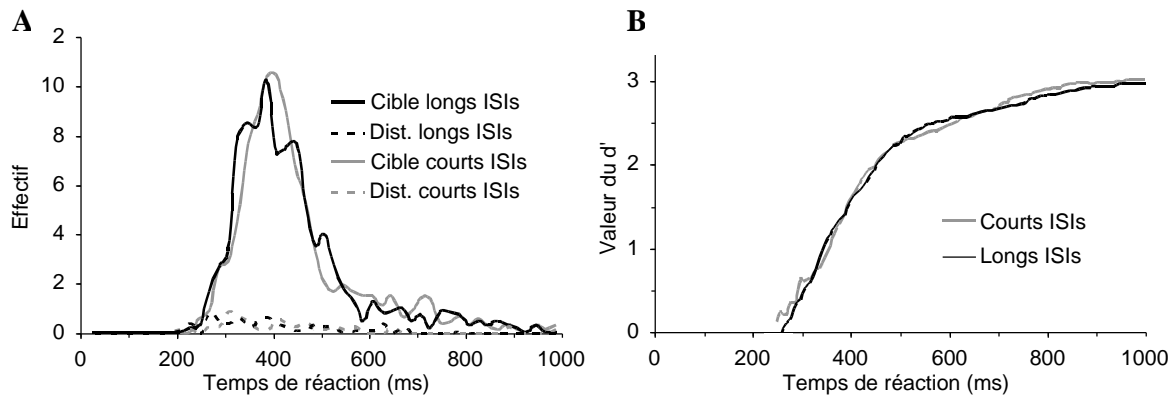 A
Effectif
2
10
8
6
4
2
0
0 200 400 600 800 1000
Temps de réaction (ms)
Cible longs ISIs
Dist. longs ISIs
Cible courts ISIs
Dist. courts ISIs
B
Valeur du d'
3
2
1
0
0 200 400 600 800 1000
Temps de réaction (ms)
Courts ISIs
Longs ISIs